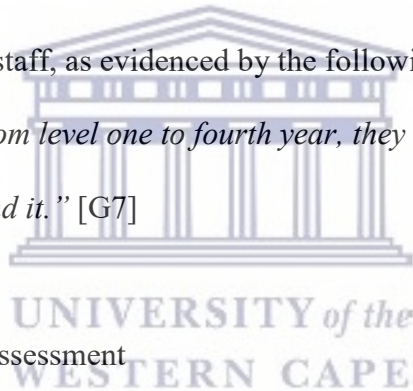 staff, as evidenced by the following
om level one to fourth year, they
d it.” [G7]
UNIVERSITY of the
ssessment
WESTERN CAPE